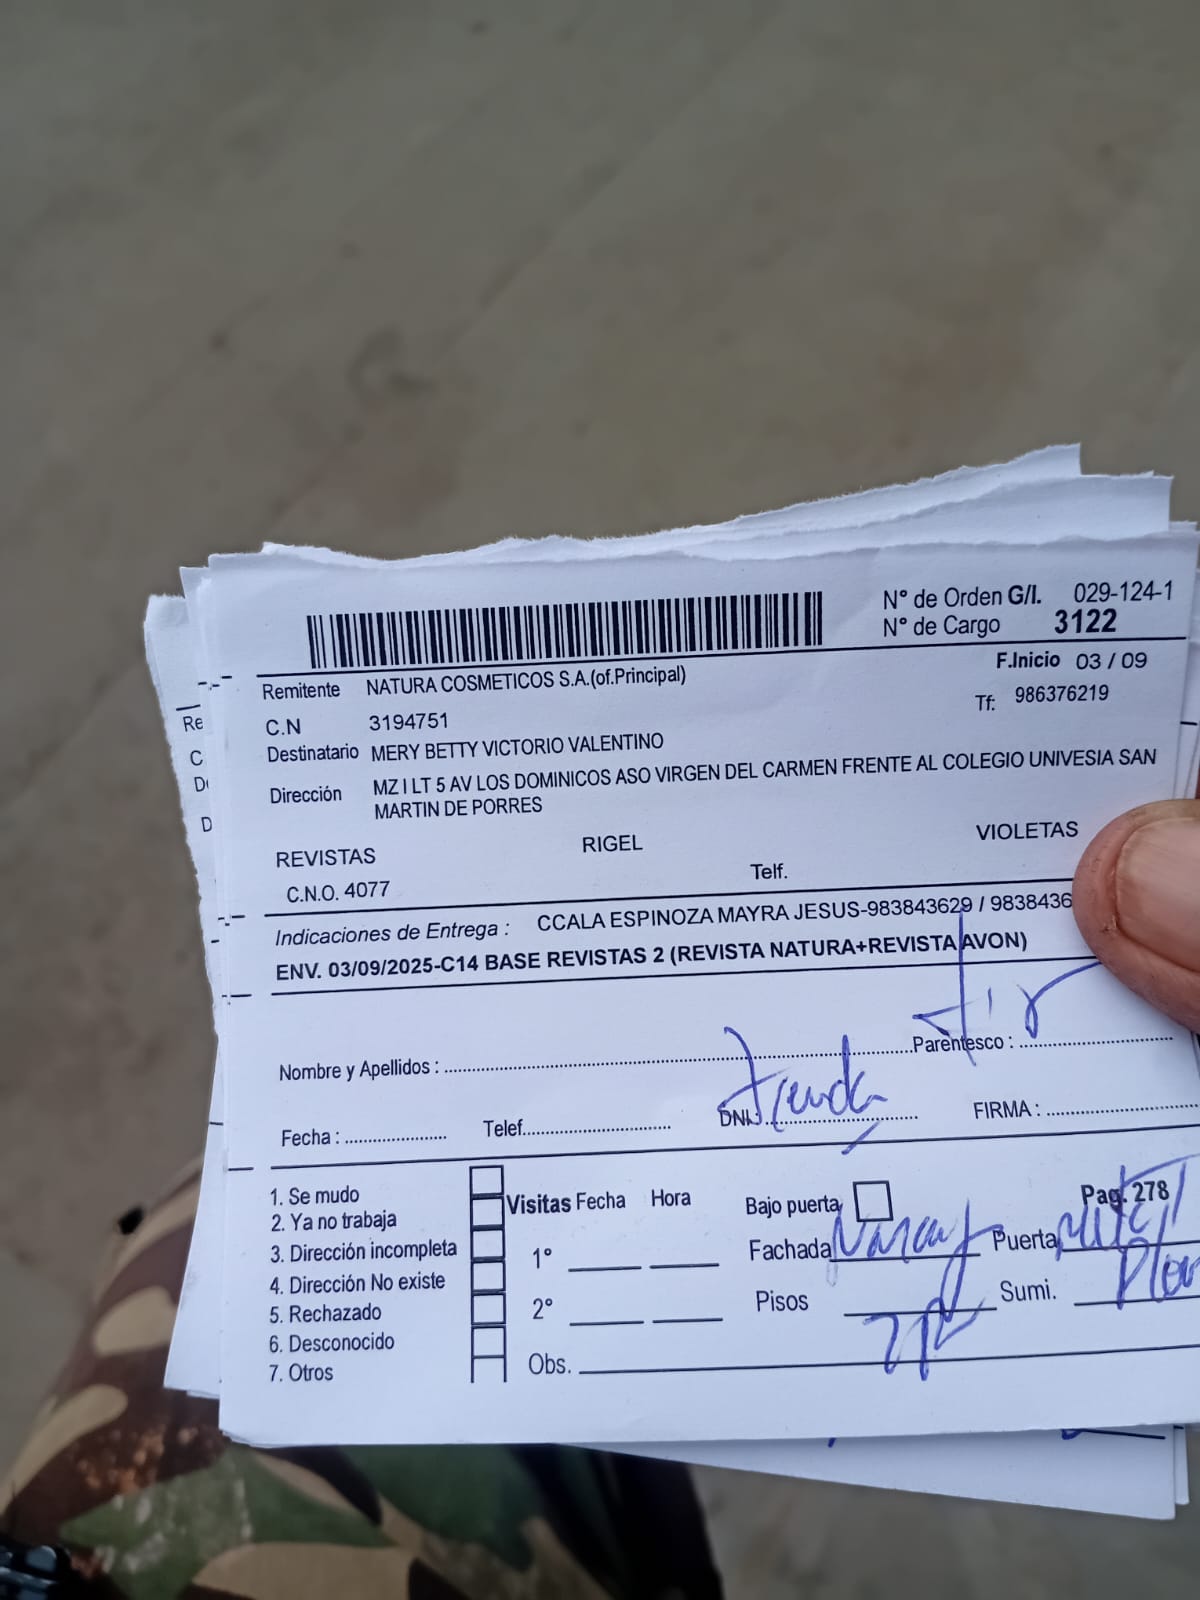 N° de Orden G/I. 029-124-1
N° de Cargo 3122
F.Inicio 03 / 09
Remitente NATURA COSMETICOS S.A.(of.Principal)
Tf: 986376219
C.N 3194751
Destinatario MERY BETTY VICTORIO VALENTINO
Dirección MZ I LT 5 AV LOS DOMINICOS ASO VIRGEN DEL CARMEN FRENTE AL COLEGIO UNIVESIA SAN
MARTIN DE PORRES
REVISTAS RIGEL VIOLETAS
C.N.O. 4077 Telf.
Indicaciones de Entrega : CCALA ESPINOZA MAYRA JESUS-983843629 / 9838436
ENV. 03/09/2025-C14 BASE REVISTAS 2 (REVISTA NATURA+REVISTA AVON)
Nombre y Apellidos : Parentesco :
Tienda
Fecha : Telef. DNI. FIRMA :
1. Se mudo
2. Ya no trabaja
3. Dirección incompleta
4. Dirección No existe
5. Rechazado
6. Desconocido
7. Otros
Visitas Fecha Hora
1°
2°
Obs.
Bajo puerta Pag. 278
Fachada Puerta
Pisos Sumi.